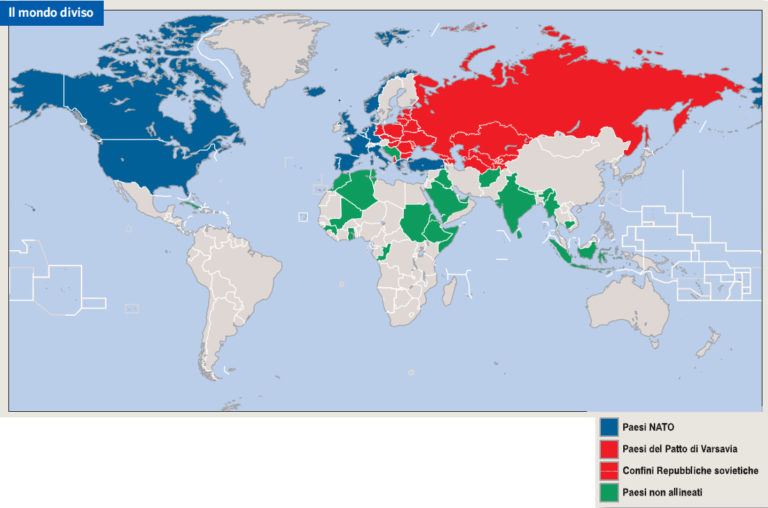 Il mondo diviso
Paesi NATO
Paesi del Patto di Varsavia
Confini Repubbliche sovietiche
Paesi non allineati